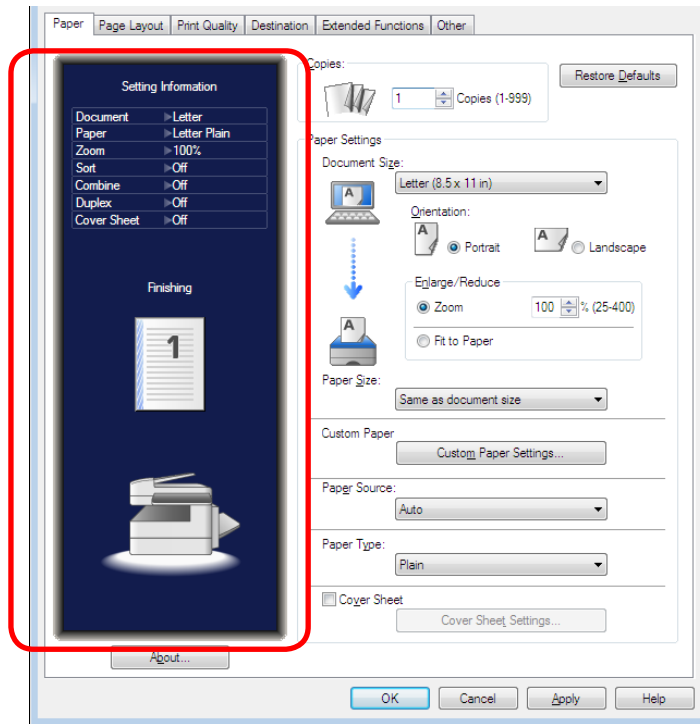 Paper Page Layout Print Quality Destination Extended Functions Other
Setting Information
Document Letter
Paper Letter Plain
Zoom 100%
Sort Off
Combine Off
Duplex Off
Cover Sheet Off
Finishing
1
About...
Copies:
1 Copies (1-999)
Restore Defaults
Paper Settings
Document Size:
A
Letter (8.5 x 11 in)
Orientation:
A Portrait A Landscape
Enlarge/Reduce
Zoom 100 % (25-400)
Fit to Paper
A
Paper Size:
Same as document size
Custom Paper
Custom Paper Settings...
Paper Source:
Auto
Paper Type:
Plain
Cover Sheet
Cover Sheet Settings...
OK Cancel Apply Help